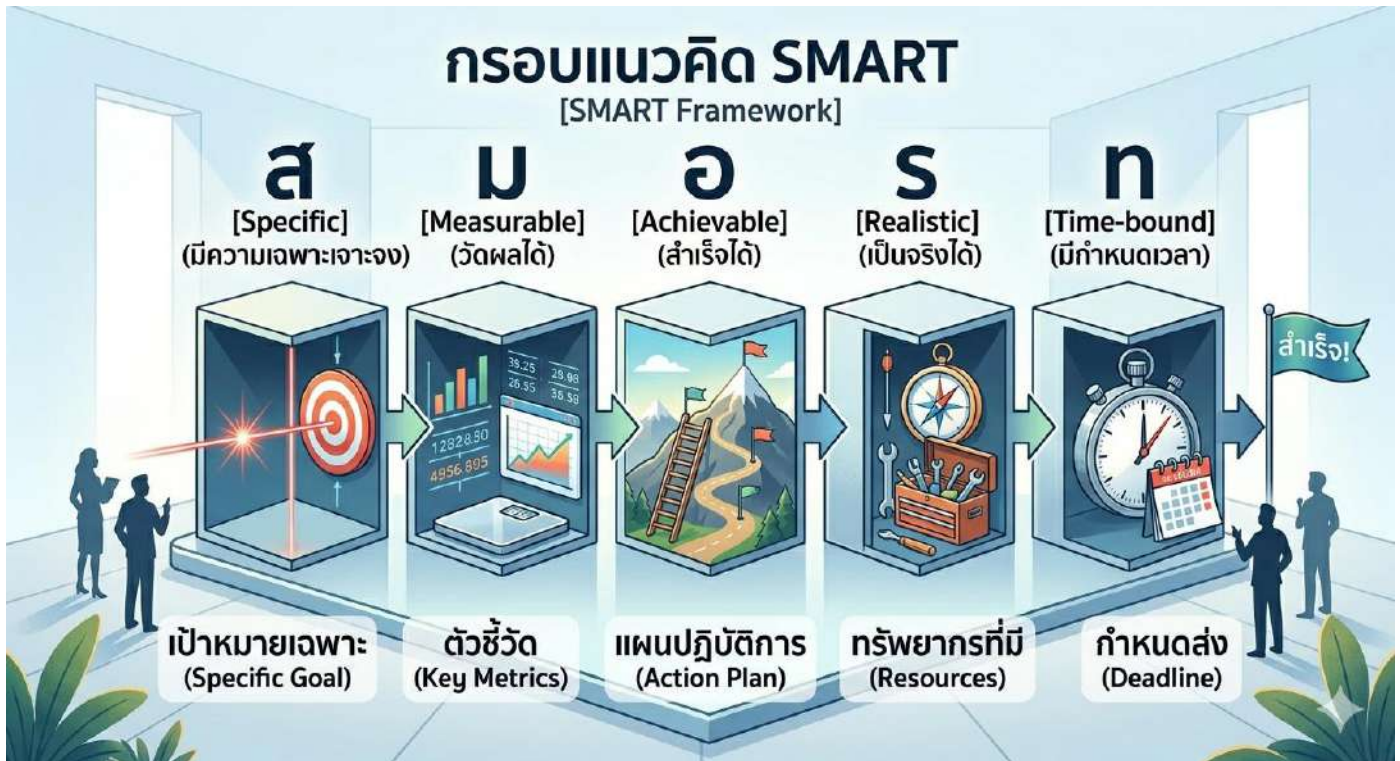 กรอบแนวคิด SMART
[SMART Framework]
ส
[Specific]
(มีความเฉพาะเจาะจง)
ม
[Measurable]
(วัดผลได้)
อ
[Achievable]
(สำเร็จได้)
ร
[Realistic]
(เป็นจริงได้)
ท
[Time-bound]
(มีกำหนดเวลา)
12828.50
4956.895
สำเร็จ!
เป้าหมายเฉพาะ
(Specific Goal)
ตัวชี้วัด
(Key Metrics)
แผนปฏิบัติการ
(Action Plan)
ทรัพยากรที่มี
(Resources)
กำหนดส่ง
(Deadline)